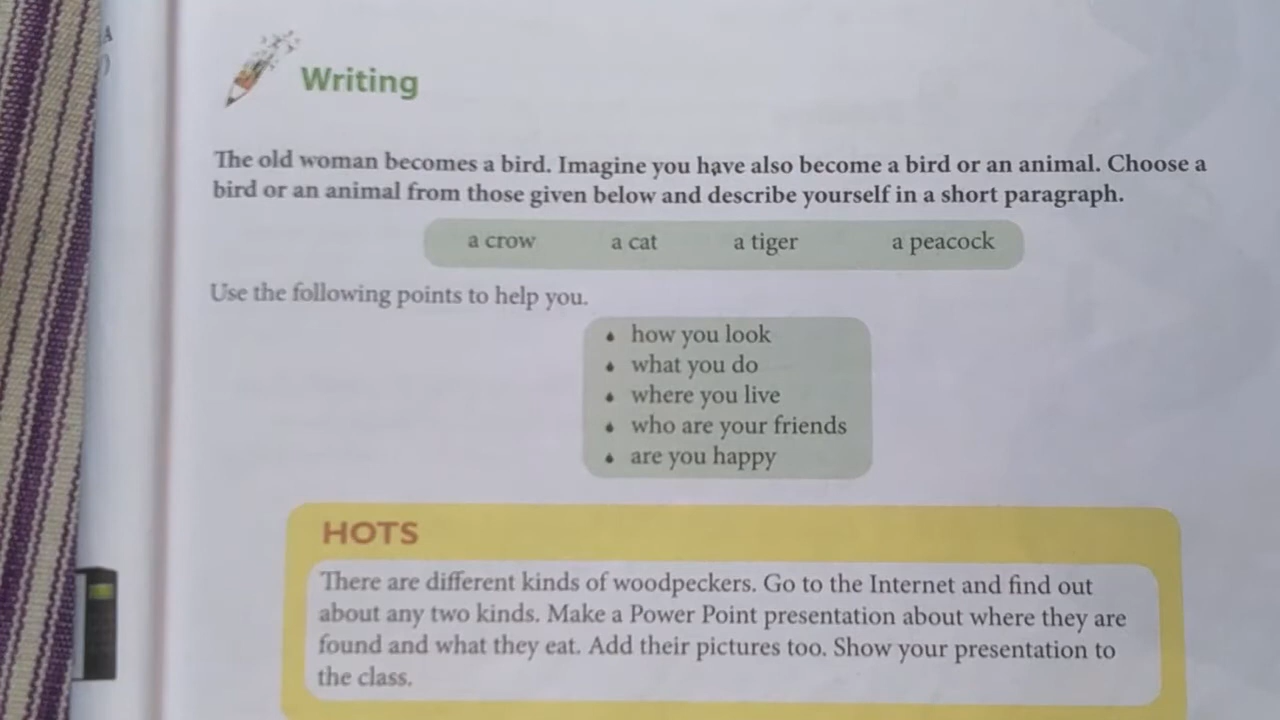 Writing
The old woman becomes a bird. Imagine you have also become a bird or an animal. Choose a
bird or an animal from those given below and describe yourself in a short paragraph.
a crow a cat a tiger a peacock
Use the following points to help you.
how you look
what you do
where you live
who are your friends
are you happy
HOTS
There are different kinds of woodpeckers. Go to the Internet and find out
about any two kinds. Make a Power Point presentation about where they are
found and what they eat. Add their pictures too. Show your presentation to
the class.